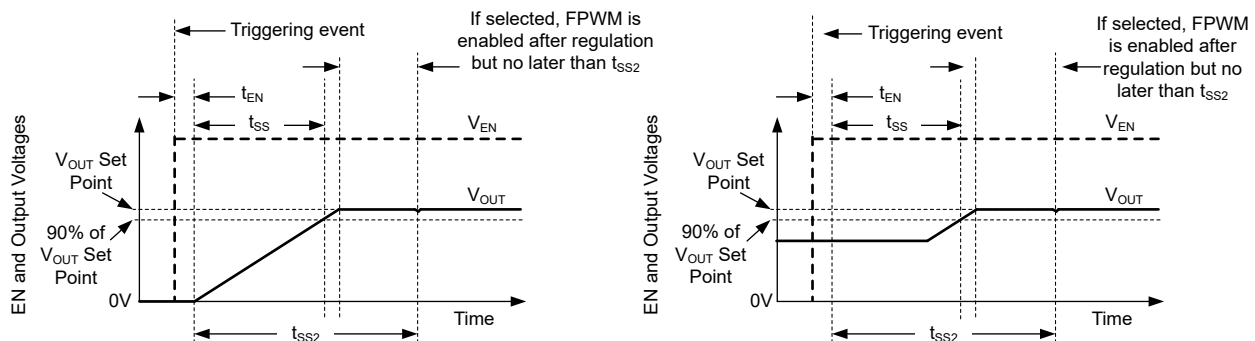 If selected, FPWM is
enabled after regulation
but no later than tSS2
Triggering event
tEN
tSS
VEN
VOUT Set
Point
VOUT
90% of
VOUT Set
Point
0V
Time
tSS2
EN and Output Voltages
If selected, FPWM
is enabled after
regulation but no
later than tSS2
Triggering event
tEN
tSS
VEN
VOUT Set
Point
VOUT
90% of
VOUT Set
Point
0V
Time
tSS2
EN and Output Voltages